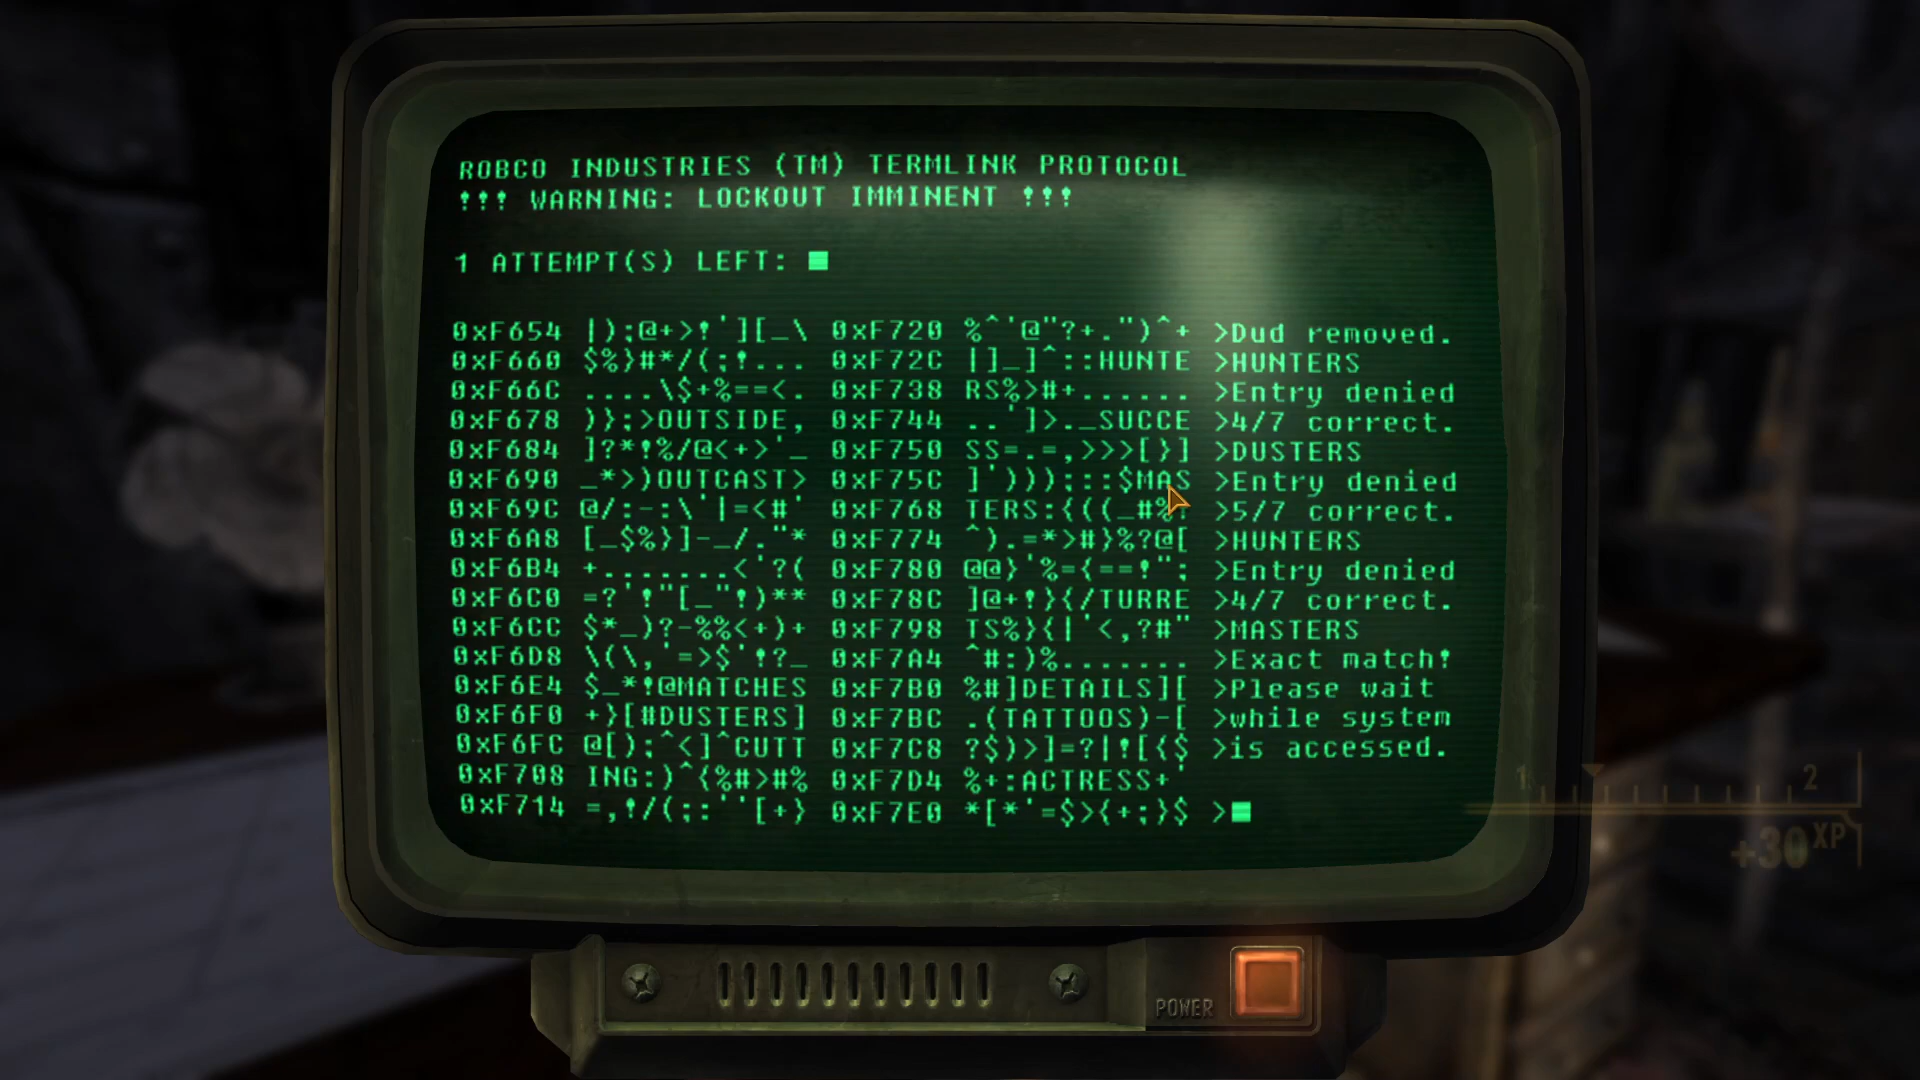 ROBCO INDUSTRIES (TM) TERMLINK PROTOCOL
!!! WARNING: LOCKOUT IMMINENT !!!
1 ATTEMPT(S) LEFT: ■
0xF654 |);@+>!'][_\ 0xF720 %^'@"?+.")^+ >Dud removed.
0xF660 $%}#*/(;!... 0xF72C |]_]^::HUNTE >HUNTERS
0xF66C ....\$+%==<. 0xF738 RS%>#+...... >Entry denied
0xF678 )};>OUTSIDE, 0xF744 ..']>._SUCCE >4/7 correct.
0xF684 ]?*!%/@<+>'_ 0xF750 SS=.=,>>>[}] >DUSTERS
0xF690 _*>)OUTCAST> 0xF75C ]')));::$MAS >Entry denied
0xF69C @/:-:\'|=<#' 0xF768 TERS:{((_#% >5/7 correct.
0xF6A8 [_$%}]-_/."* 0xF774 ^).=*>#}%?@[ >HUNTERS
0xF6B4 +.......<'?( 0xF780 @@}'%={==!"; >Entry denied
0xF6C0 =?'!"[_"!)** 0xF78C ]@+!}{/TURRE >4/7 correct.
0xF6CC $*_)?-%%<+)+ 0xF798 TS%}{|'<,?#" >MASTERS
0xF6D8 \(\,'=>$'!?_ 0xF7A4 ^#:)%....... >Exact match!
0xF6E4 $_*!@MATCHES 0xF7B0 %#]DETAILS][ >Please wait
0xF6F0 +}[#DUSTERS] 0xF7BC .(TATTOOS)-[ >while system
0xF6FC @[);^<]^CUTT 0xF7C8 ?$)>]=?|![{$ >is accessed.
0xF708 ING:)^{%#>#% 0xF7D4 %+:ACTRESS+'
0xF714 =,!/(;:''[+} 0xF7E0 *[*'=$>{+;}$ >■
1 2
+30 XP
POWER